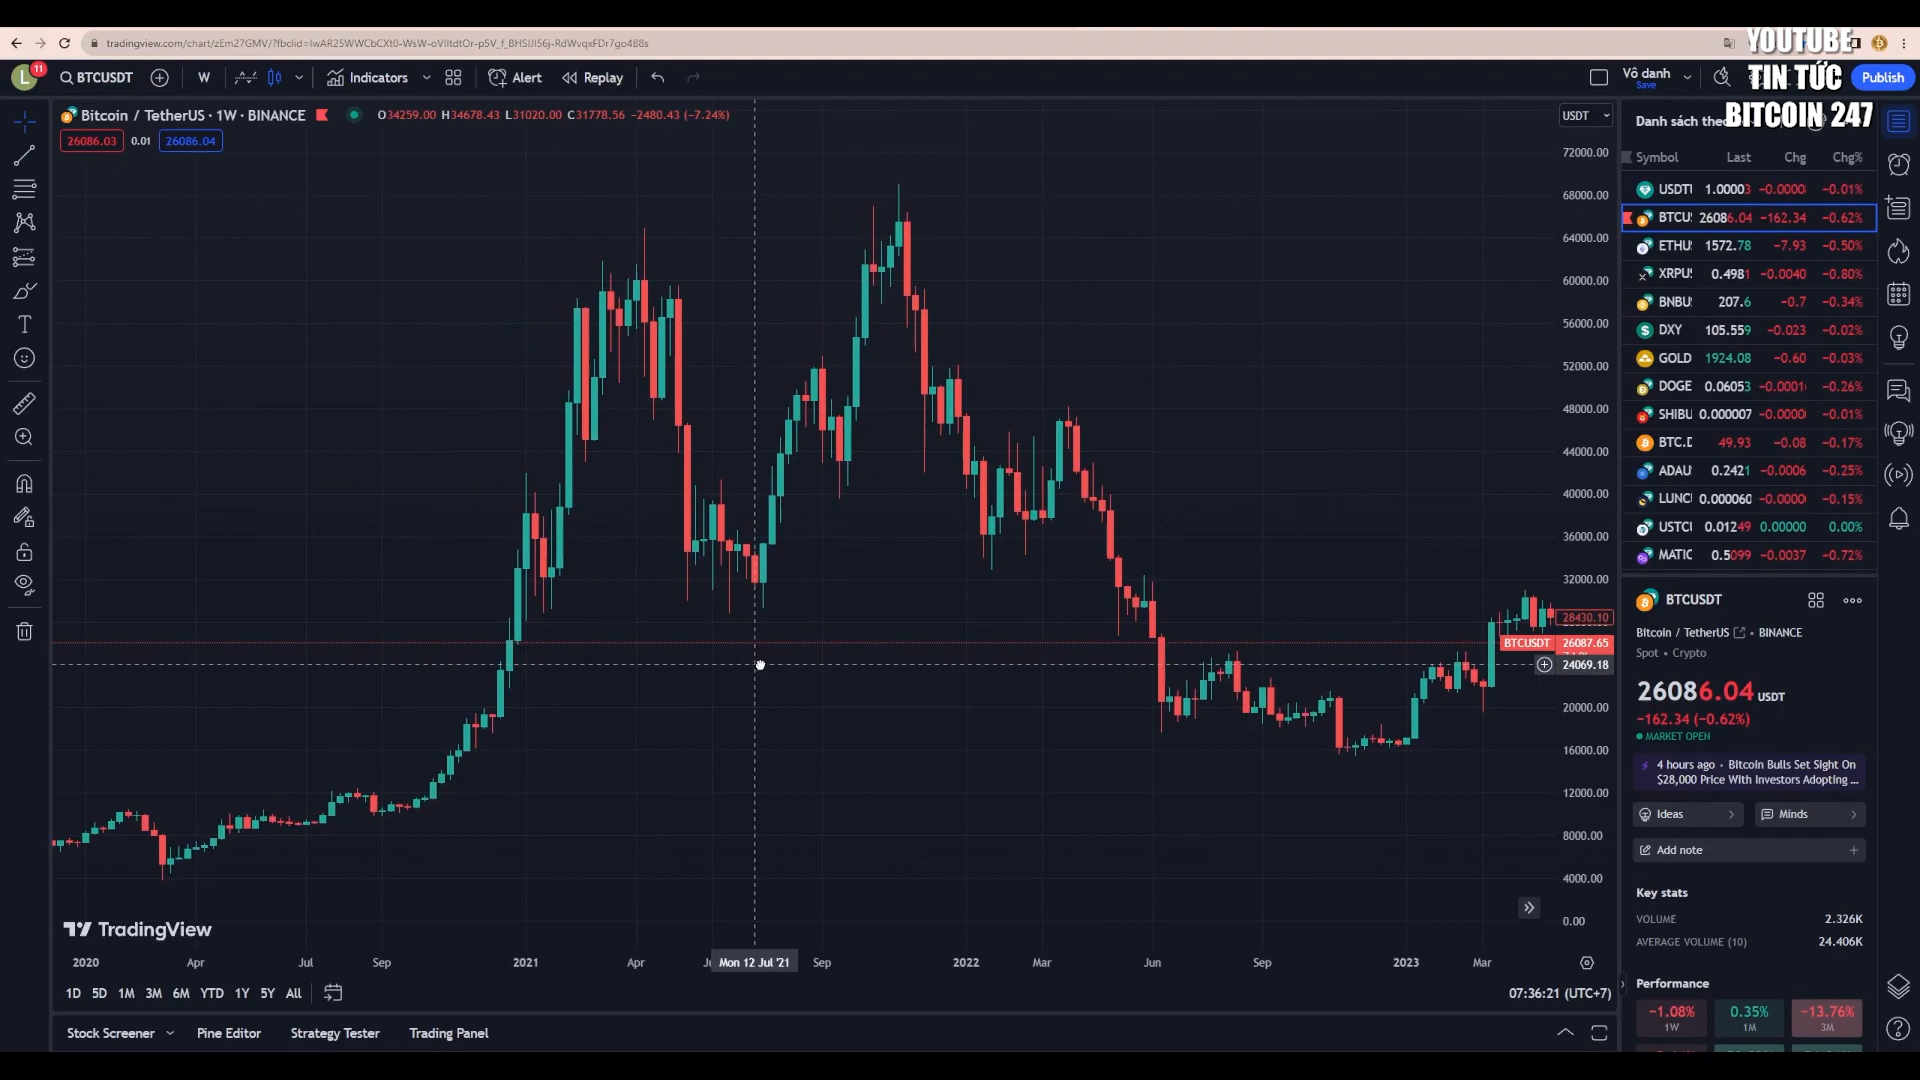 tradingview.com/chart/zEm27GMV/?fbclid=IwAR25WWCbCXt0-WsW-oVIltdtOr-p5V_f_BHSIJI56j-RdWvqxFDr7go4B8s
YOUTUBE
TIN TỨC
BITCOIN 247
L
11
BTCUSDT
W
Indicators
Alert
Replay
Vô danh
Save
Publish
Bitcoin / TetherUS · 1W · BINANCE
O34259.00 H34678.43 L31020.00 C31778.56 −2480.43 (−7.24%)
26086.03
0.01
26086.04
USDT
72000.00
68000.00
64000.00
60000.00
56000.00
52000.00
48000.00
44000.00
40000.00
36000.00
32000.00
28430.10
BTCUSDT
26087.65
24069.18
20000.00
16000.00
12000.00
8000.00
4000.00
0.00
TradingView
2020
Apr
Jul
Sep
2021
Apr
Mon 12 Jul '21
Sep
2022
Mar
Jun
Sep
2023
Mar
1D 5D 1M 3M 6M YTD 1Y 5Y All
07:36:21 (UTC+7)
Stock Screener
Pine Editor
Strategy Tester
Trading Panel
Danh sách the
Symbol Last Chg Chg%
USDT 1.00003 −0.0000 −0.01%
BTCU 26086.04 −162.34 −0.62%
ETHU 1572.78 −7.93 −0.50%
XRPU 0.4981 −0.0040 −0.80%
BNBU 207.6 −0.7 −0.34%
DXY 105.559 −0.023 −0.02%
GOLD 1924.08 −0.60 −0.03%
DOGE 0.06053 −0.0001 −0.26%
SHIBU 0.000007 −0.0000 −0.01%
BTC.D 49.93 −0.08 −0.17%
ADAU 0.2421 −0.0006 −0.25%
LUNC 0.000060 −0.0000 −0.15%
USTC 0.01249 0.00000 0.00%
MATIC 0.5099 −0.0037 −0.72%
BTCUSDT
Bitcoin / TetherUS • BINANCE
Spot • Crypto
26086.04 USDT
−162.34 (−0.62%)
MARKET OPEN
4 hours ago • Bitcoin Bulls Set Sight On
$28,000 Price With Investors Adopting ...
Ideas
Minds
Add note
Key stats
VOLUME 2.326K
AVERAGE VOLUME (10) 24.406K
Performance
−1.08% 0.35% −13.76%
1W 1M 3M